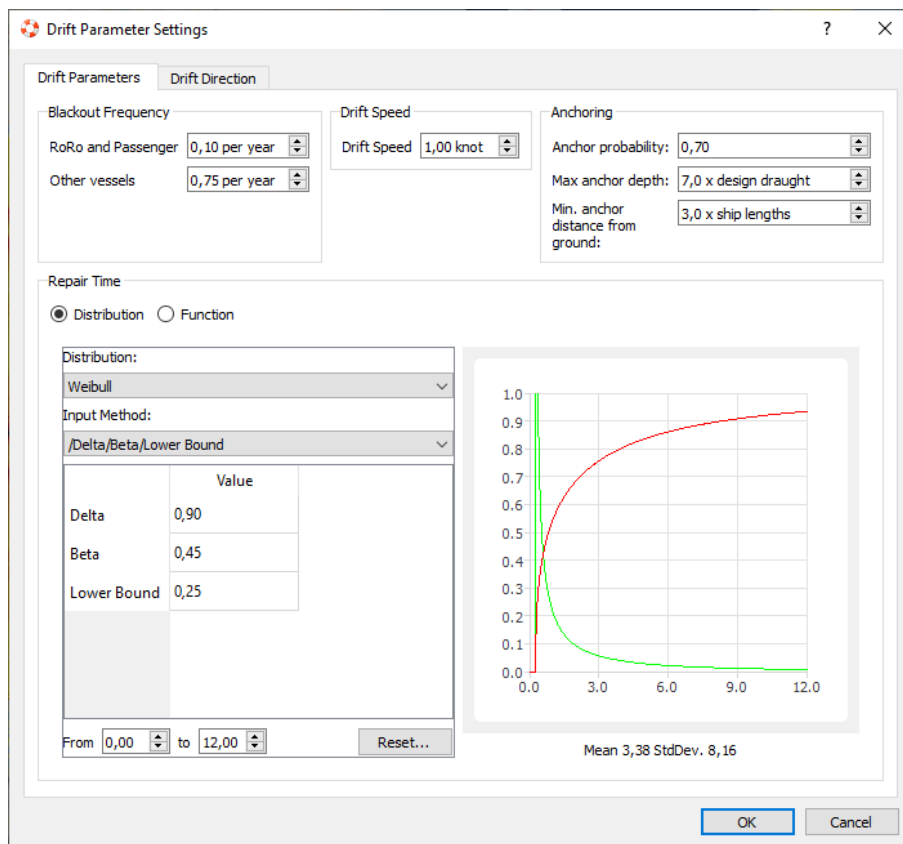 Drift Parameter Settings
?
Drift Parameters
Drift Direction
Blackout Frequency
RoRo and Passenger 0,10 per year
Other vessels 0,75 per year
Drift Speed
Drift Speed 1,00 knot
Anchoring
Anchor probability: 0,70
Max anchor depth: 7,0 x design draught
Min. anchor
distance from
ground:
3,0 x ship lengths
Repair Time
Distribution
Function
Distribution:
Weibull
Input Method:
/Delta/Beta/Lower Bound
Value
Delta 0,90
Beta 0,45
Lower Bound 0,25
From 0,00 to 12,00 Reset...
1.0
0.9
0.8
0.7
0.6
0.5
0.4
0.3
0.2
0.1
0.0
0.0 3.0 6.0 9.0 12.0
Mean 3,38 StdDev. 8,16
OK
Cancel